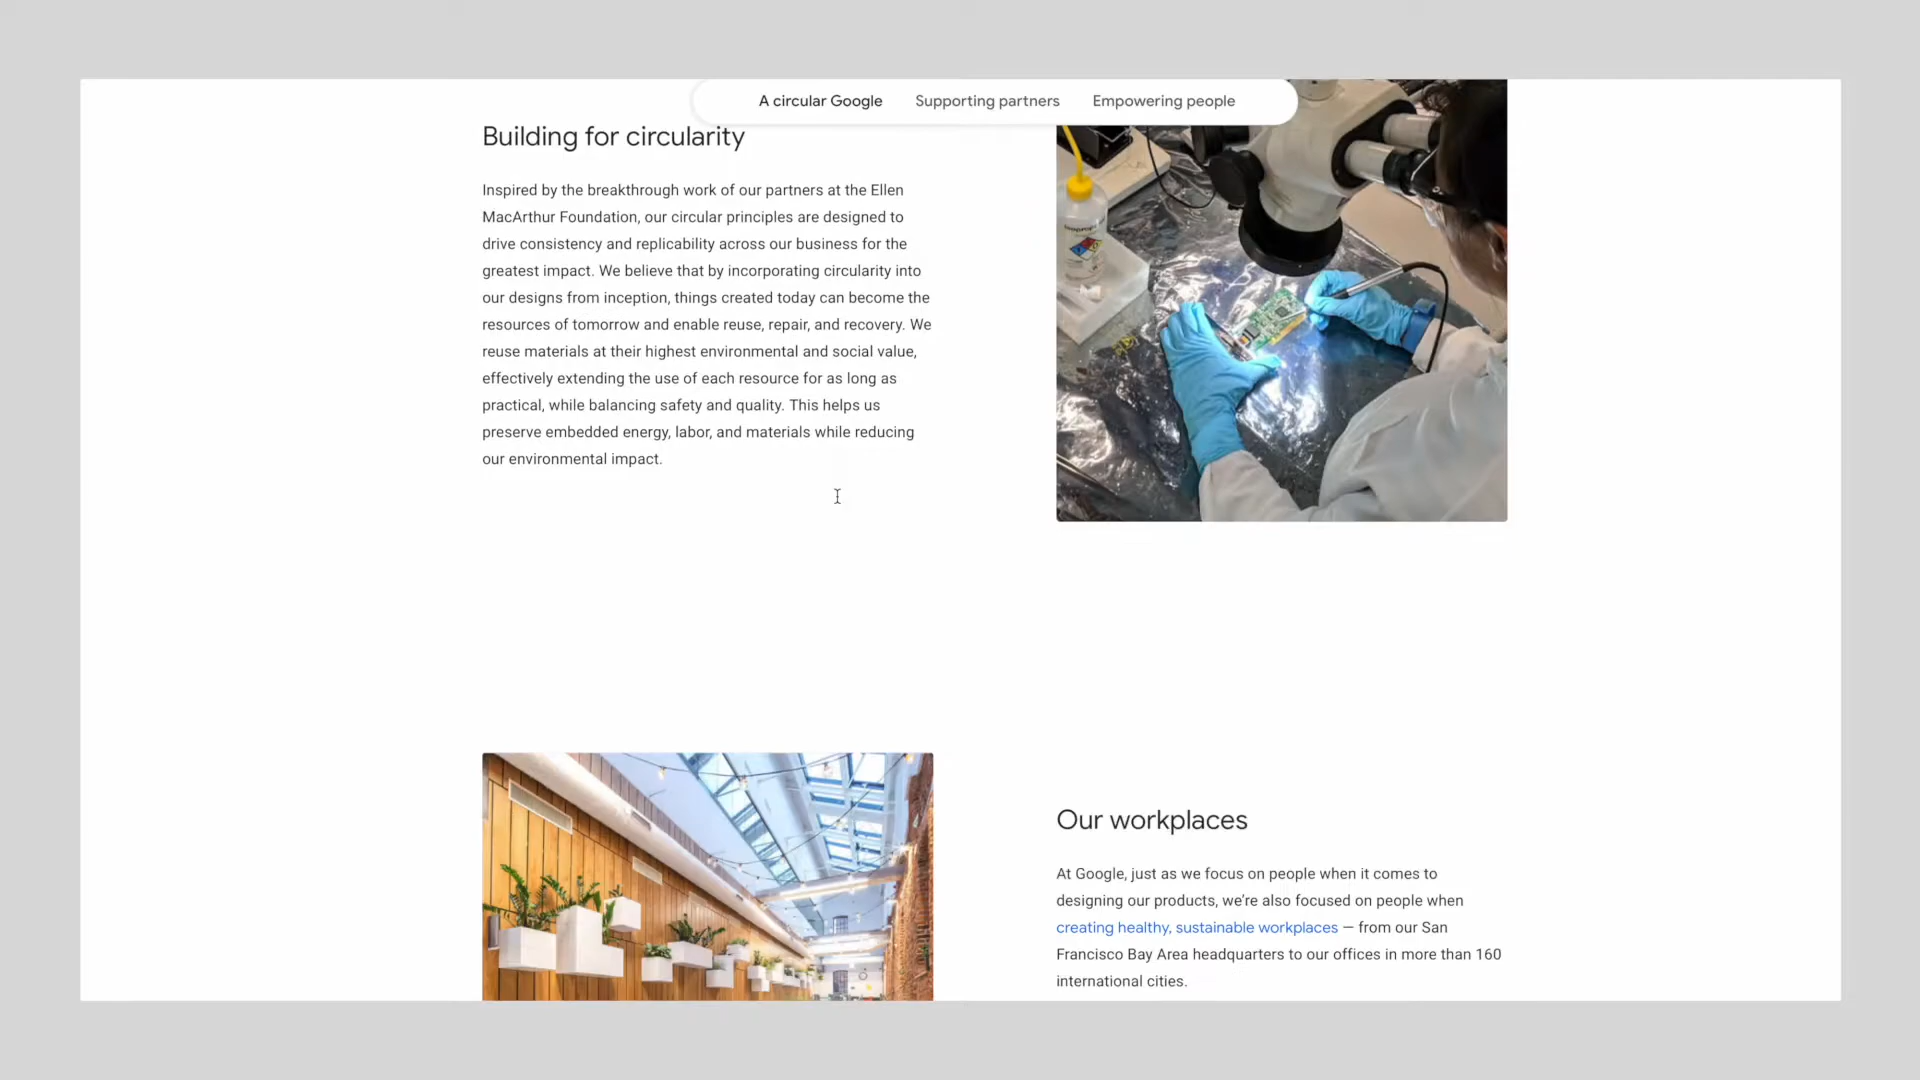 A circular Google Supporting partners Empowering people
Building for circularity
Inspired by the breakthrough work of our partners at the Ellen
MacArthur Foundation, our circular principles are designed to
drive consistency and replicability across our business for the
greatest impact. We believe that by incorporating circularity into
our designs from inception, things created today can become the
resources of tomorrow and enable reuse, repair, and recovery. We
reuse materials at their highest environmental and social value,
effectively extending the use of each resource for as long as
practical, while balancing safety and quality. This helps us
preserve embedded energy, labor, and materials while reducing
our environmental impact.
Our workplaces
At Google, just as we focus on people when it comes to
designing our products, we’re also focused on people when
creating healthy, sustainable workplaces — from our San
Francisco Bay Area headquarters to our offices in more than 160
international cities.